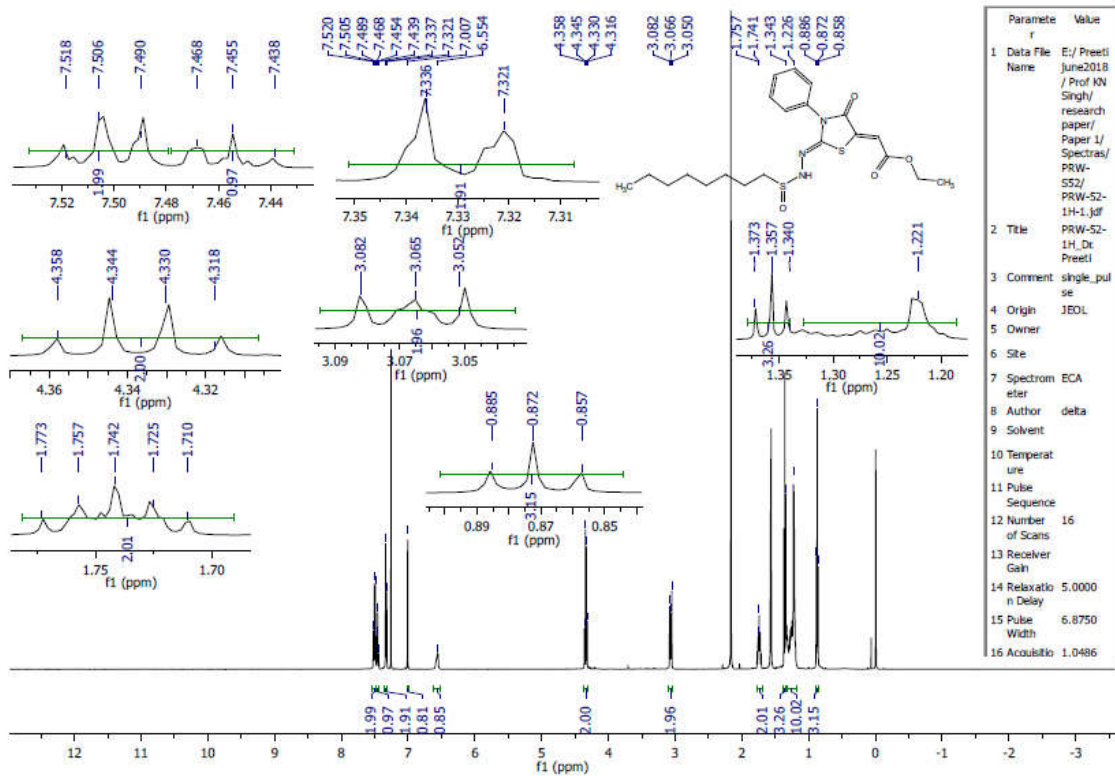 7.518
7.506
7.490
7.468
7.455
7.438
1.99
0.97
7.52 7.50 7.48 7.46 7.44
f1 (ppm)
7.520
7.505
7.489
7.468
7.454
7.439
7.337
7.321
7.007
6.554
7.336
7.321
1.91
7.35 7.34 7.33 7.32 7.31
f1 (ppm)
4.358
4.345
4.330
4.316
3.082
3.066
3.050
1.757
1.741
1.343
1.226
0.886
0.872
0.858
O
N
N
S
NH
S
O
O
O
H₃C
CH₃
4.358
4.344
4.330
4.318
2.00
4.36 4.34 4.32
f1 (ppm)
3.082
3.065
3.052
1.96
3.09 3.07 3.05
f1 (ppm)
1.373
1.357
1.340
1.221
3.26
10.02
1.35 1.30 1.25 1.20
f1 (ppm)
1.773
1.757
1.742
1.725
1.710
2.01
1.75 1.70
f1 (ppm)
0.885
0.872
0.857
3.15
0.89 0.87 0.85
f1 (ppm)
Paramete Value
r
1 Data File E:/ Preeti
Name june2018
/ Prof KN
Singh/
research
paper/
Paper 1/
Spectras/
PRW-
S52/
PRW-52-
1H-1.jdf
2 Title PRW-52-
1H_Dr.
Preeti
3 Comment single_pul
se
4 Origin JEOL
5 Owner
6 Site
7 Spectrom ECA
eter
8 Author delta
9 Solvent
10 Temperat
ure
11 Pulse
Sequence
12 Number 16
of Scans
13 Receiver
Gain
14 Relaxatio 5.0000
n Delay
15 Pulse 6.8750
Width
16 Acquisitio 1.0486
1.99
0.97
1.91
0.81
0.85
2.00
1.96
2.01
3.26
10.02
3.15
12 11 10 9 8 7 6 5 4 3 2 1 0 -1 -2 -3
f1 (ppm)